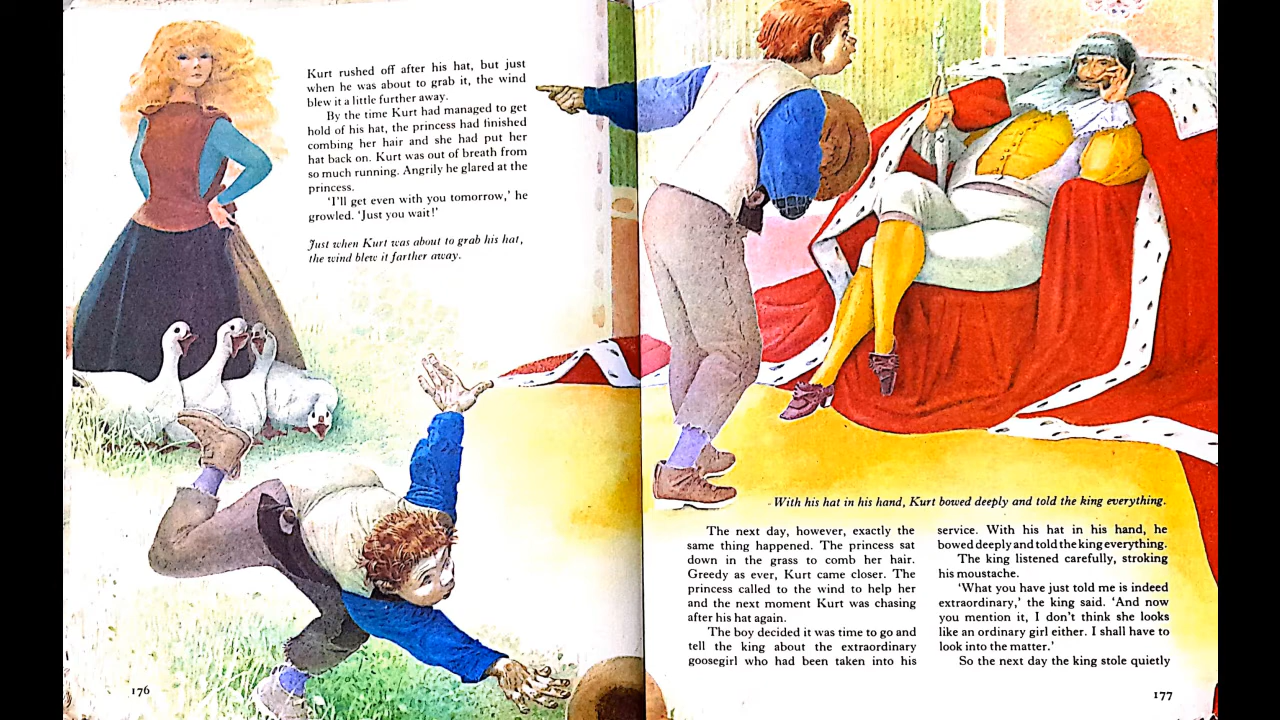 Kurt rushed off after his hat, but just
when he was about to grab it, the wind
blew it a little further away.
By the time Kurt had managed to get
hold of his hat, the princess had finished
combing her hair and she had put her
hat back on. Kurt was out of breath from
so much running. Angrily he glared at the
princess.
'I'll get even with you tomorrow,' he
growled. 'Just you wait!'
Just when Kurt was about to grab his hat,
the wind blew it farther away.
176
With his hat in his hand, Kurt bowed deeply and told the king everything.
The next day, however, exactly the
same thing happened. The princess sat
down in the grass to comb her hair.
Greedy as ever, Kurt came closer. The
princess called to the wind to help her
and the next moment Kurt was chasing
after his hat again.
The boy decided it was time to go and
tell the king about the extraordinary
goosegirl who had been taken into his
service. With his hat in his hand, he
bowed deeply and told the king everything.
The king listened carefully, stroking
his moustache.
'What you have just told me is indeed
extraordinary,' the king said. 'And now
you mention it, I don't think she looks
like an ordinary girl either. I shall have to
look into the matter.'
So the next day the king stole quietly
177